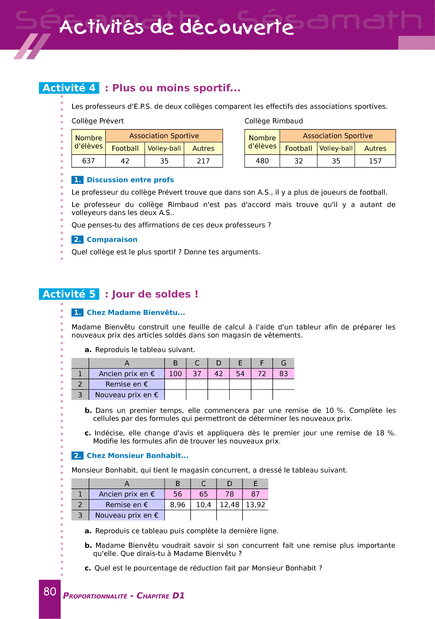 Sésamath Sésamath
Activités de découverte
Activité 4 : Plus ou moins sportif...
Les professeurs d'E.P.S. de deux collèges comparent les effectifs des associations sportives.
Collège Prévert
Nombre d'élèves Association Sportive
Football Volley-ball Autres
637 42 35 217
Collège Rimbaud
Nombre d'élèves Association Sportive
Football Volley-ball Autres
480 32 35 157
1. Discussion entre profs
Le professeur du collège Prévert trouve que dans son A.S., il y a plus de joueurs de football.
Le professeur du collège Rimbaud n'est pas d'accord mais trouve qu'il y a autant de
volleyeurs dans les deux A.S..
Que penses-tu des affirmations de ces deux professeurs ?
2. Comparaison
Quel collège est le plus sportif ? Donne tes arguments.
Activité 5 : Jour de soldes !
1. Chez Madame Bienvêtu...
Madame Bienvêtu construit une feuille de calcul à l'aide d'un tableur afin de préparer les
nouveaux prix des articles soldés dans son magasin de vêtements.
a. Reproduis le tableau suivant.
A B C D E F G
1 Ancien prix en € 100 37 42 54 72 83
2 Remise en €
3 Nouveau prix en €
b. Dans un premier temps, elle commencera par une remise de 10 %. Complète les
cellules par des formules qui permettront de déterminer les nouveaux prix.
c. Indécise, elle change d'avis et appliquera dès le premier jour une remise de 18 %.
Modifie les formules afin de trouver les nouveaux prix.
2. Chez Monsieur Bonhabit...
Monsieur Bonhabit, qui tient le magasin concurrent, a dressé le tableau suivant.
A B C D E
1 Ancien prix en € 56 65 78 87
2 Remise en € 8,96 10,4 12,48 13,92
3 Nouveau prix en €
a. Reproduis ce tableau puis complète la dernière ligne.
b. Madame Bienvêtu voudrait savoir si son concurrent fait une remise plus importante
qu'elle. Que dirais-tu à Madame Bienvêtu ?
c. Quel est le pourcentage de réduction fait par Monsieur Bonhabit ?
80 PROPORTIONNALITÉ - CHAPITRE D1